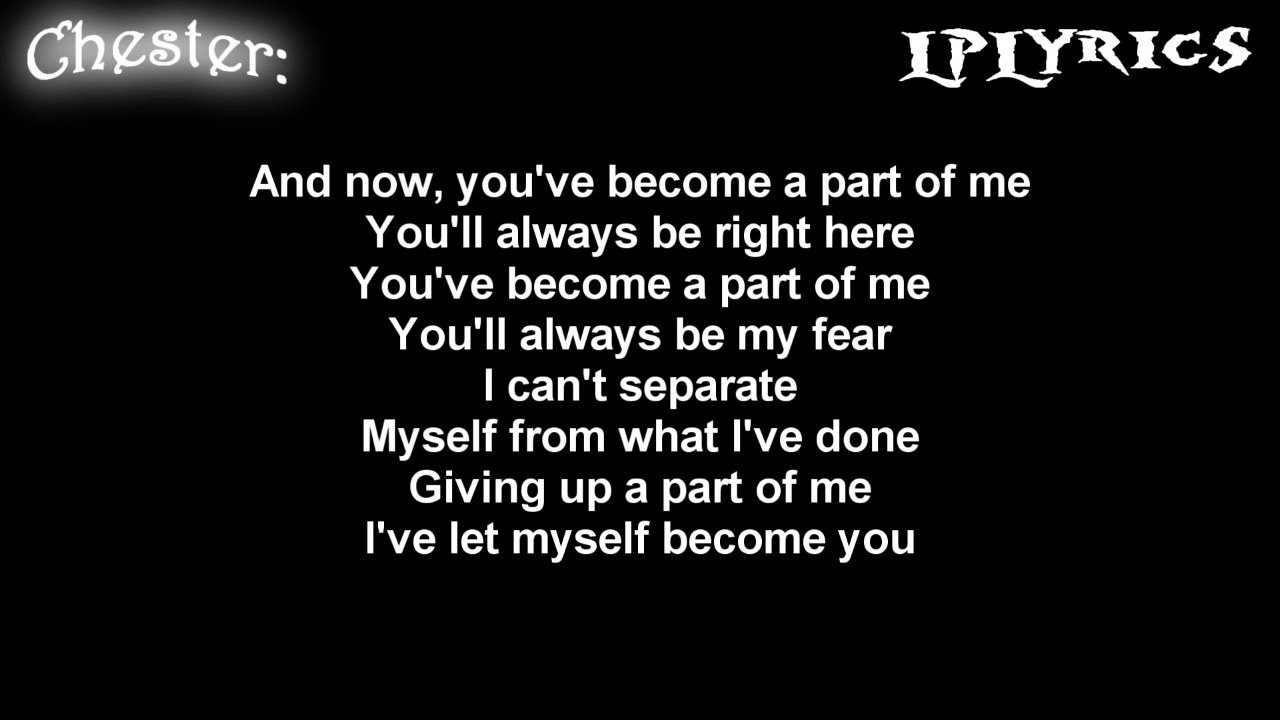 Chester:
LPLYRICS
And now, you've become a part of me
You'll always be right here
You've become a part of me
You'll always be my fear
I can't separate
Myself from what I've done
Giving up a part of me
I've let myself become you